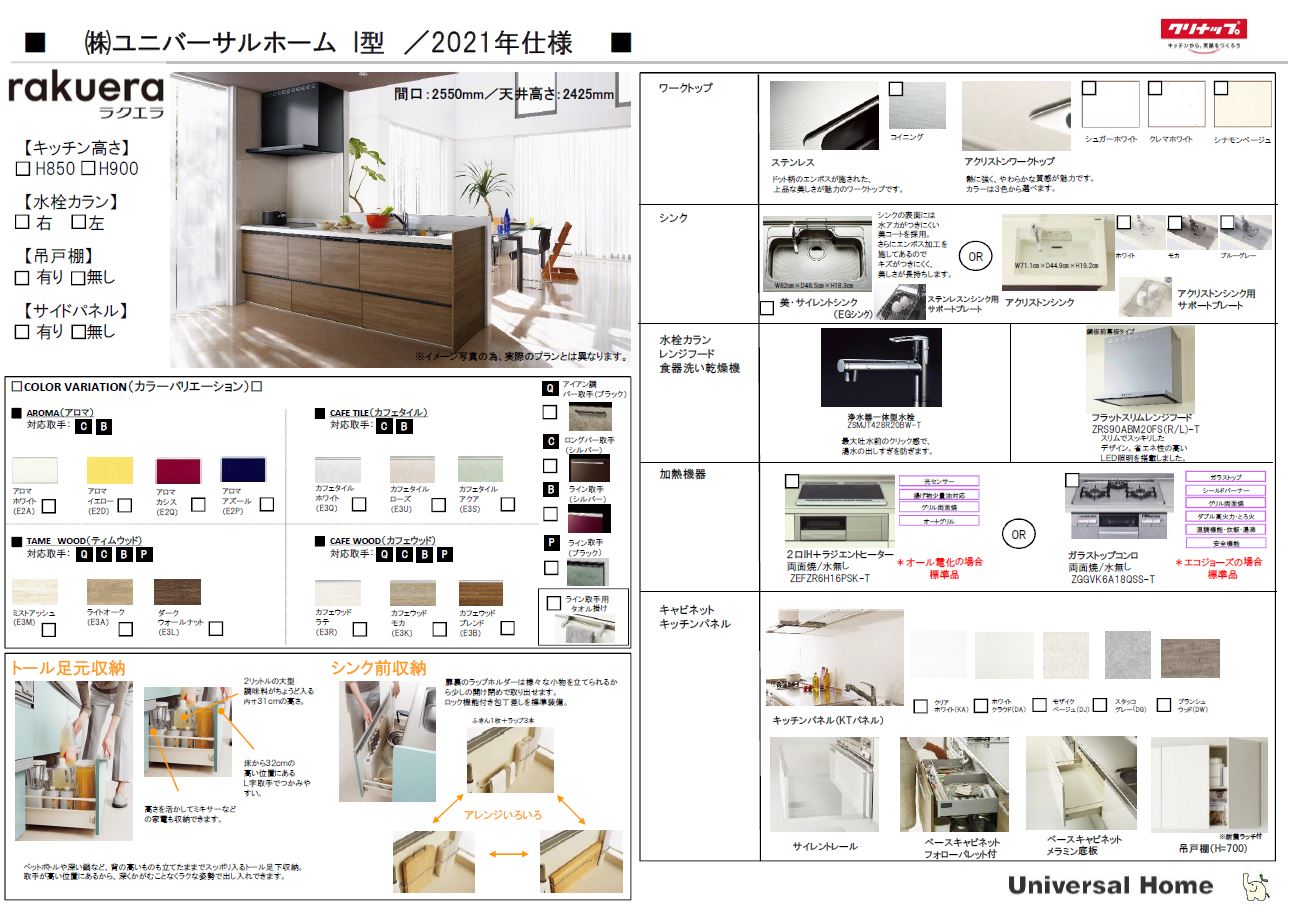 ■ ㈱ユニバーサルホーム I型 ／2021年仕様 ■
クリナップ。
キッチンから、笑顔をつくろう
rakuera
ラクエラ
間口：2550mm／天井高さ：2425mm
【キッチン高さ】
□ H850 □H900
【水栓カラン】
□ 右 □左
【吊戸棚】
□ 有り □無し
【サイドパネル】
□ 有り □無し
※イメージ写真の為、実際のプランとは異なります。
□COLOR VARIATION（カラーバリエーション）□
■ AROMA（アロマ）
対応取手： C B
アロマ
ホワイト
(E2A)
アロマ
イエロー
(E2D)
アロマ
カシス
(E2Q)
アロマ
アズール
(E2P)
■ CAFE TILE（カフェタイル）
対応取手： C B
カフェタイル
ホワイト
(E3Q)
カフェタイル
ローズ
(E3U)
カフェタイル
アクア
(E3S)
■ TAME WOOD（ティムウッド）
対応取手： Q C B P
ミストアッシュ
(E3M)
ライトオーク
(E3A)
ダーク
ウォールナット
(E3L)
■ CAFE WOOD（カフェウッド）
対応取手： Q C B P
カフェウッド
ラテ
(E3R)
カフェウッド
モカ
(E3K)
カフェウッド
ブレンド
(E3B)
Q アイアン調
バー取手（ブラック）
C ロングバー取手
（シルバー）
B ライン取手
（シルバー）
P ライン取手
（ブラック）
ライン取手用
タオル掛け
トール足元収納
2リットルの大型
調味料がちょうど入る
内寸31cmの高さ。
床から32cmの
高い位置にある
L字取手でつかみや
すい。
高さを活かしてミキサーなど
の家電も収納できます。
ペットボトルや深い鍋など、背の高いものも立てたままでスッポリ入るトール足下収納。
取手が高い位置にあるから、深くかがむことなくラクな姿勢で出し入れできます。
シンク前収納
扉裏のラップホルダーは様々な小物を立てられるか
ら少しの開け閉めで取り出せます。
ロック機能付き包丁差しを標準装備。
ふきん1枚＋ラップ3本
アレンジいろいろ
ワークトップ
ステンレス
ドット柄のエンボスが施された、
上品な美しさが魅力のワークトップです。
コイニング
アクリストンワークトップ
熱に強く、やわらかな質感が魅力です。
カラーは3色から選べます。
シュガーホワイト
クレマホワイト
シナモンベージュ
シンク
W82cm×D48.5cm×H18.3cm
美・サイレントシンク
（EGシンク）
シンクの表面には
水アカがつきにくい
美コートを採用。
さらにエンボス加工を
施してあるので
キズがつきにくく、
美しさが長持ちします。
ステンレスンシンク用
サポートプレート
OR
W71.1cm×D44.9cm×H19.2cm
アクリストンシンク
ホワイト
モカ
ブルーグレー
アクリストンシンク用
サポートプレート
水栓カラン
レンジフード
食器洗い乾燥機
浄水器一体型水栓
ZSMJT428R20BW-T
最大吐水前のクリック感で、
湯水の出しすぎを防ぎます。
鋼板前幕板タイプ
フラットスリムレンジフード
ZRS90ABM20FS(R/L)-T
スリムでスッキリした
デザイン。省エネ性の高い
LED照明を搭載しました。
加熱機器
光センサー
揚げ物少量油対応
グリル両面焼
オートグリル
2口IH＋ラジエントヒーター
両面焼/水無し
ZEFZR6H16PSK-T
＊オール電化の場合
標準品
OR
ガラストップ
シールドバーナー
グリル両面焼
ダブル高火力・とろ火
温調機能・炊飯・湯沸
安全機能
ガラストップコンロ
両面焼/水無し
ZGGVK6A18QSS-T
＊エコジョーズの場合
標準品
キャビネット
キッチンパネル
キッチンパネル（KTパネル）
クリア
ホワイト(KA)
ホワイト
クラウド(DA)
モザイク
ベージュ(DJ)
スタッコ
グレー(DG)
ブランシュ
ウッド(DW)
サイレントレール
ベースキャビネット
フォローパレット付
ベースキャビネット
メラミン底板
※耐震ラッチ付
吊戸棚（H=700）
Universal Home